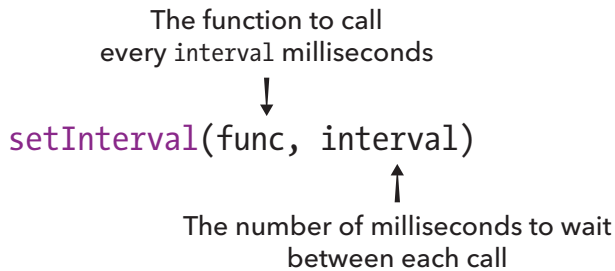 The function to call
every interval milliseconds
setInterval(func, interval)
The number of milliseconds to wait
between each call